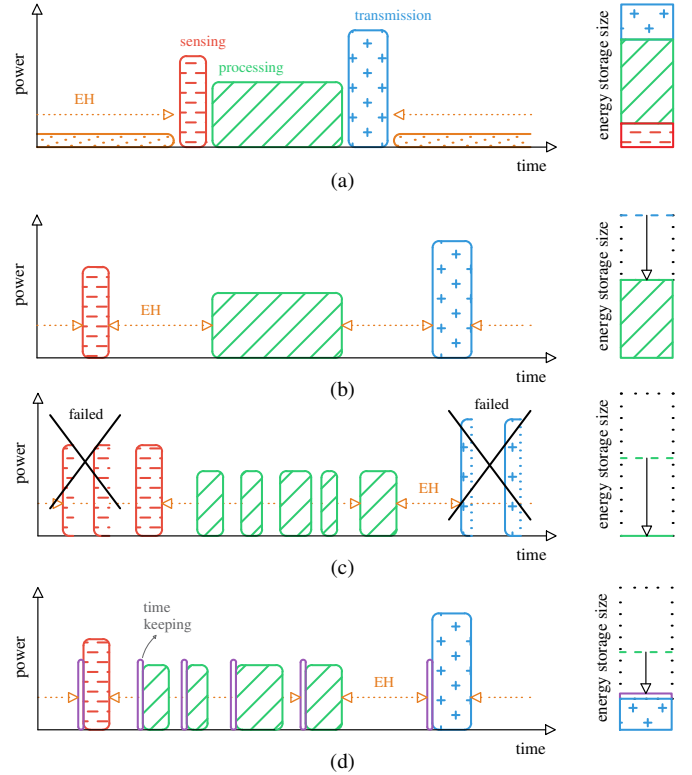 transmission
sensing
processing
power
EH
energy storage size
time
(a)
power
EH
energy storage size
time
(b)
failed
failed
power
EH
energy storage size
time
(c)
time
keeping
power
EH
energy storage size
time
(d)